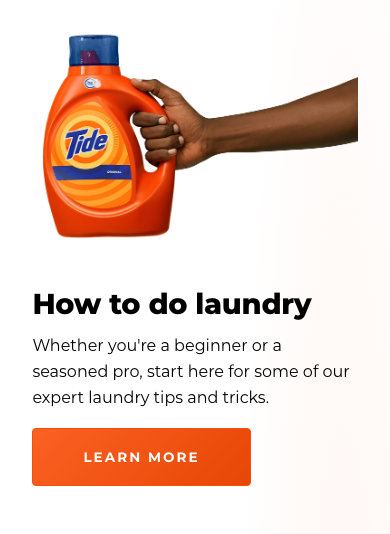 Tide
ORIGINAL
How to do laundry
Whether you're a beginner or a
seasoned pro, start here for some of our
expert laundry tips and tricks.
LEARN MORE